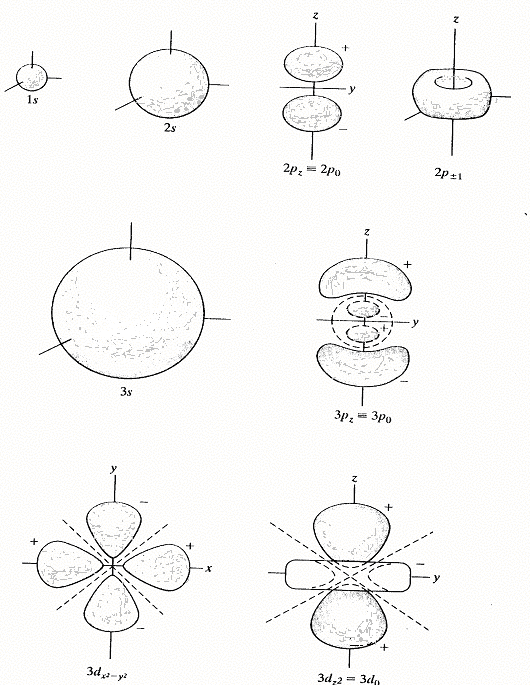 z
z
+
y
−
1s
2s
2p_z ≡ 2p_0
2p_{±1}
z
+
−
y
+
−
3s
3p_z ≡ 3p_0
y
−
z
+
+
+
x
−
y
−
+
3d_{x²−y²}
3d_{z²} ≡ 3d_0